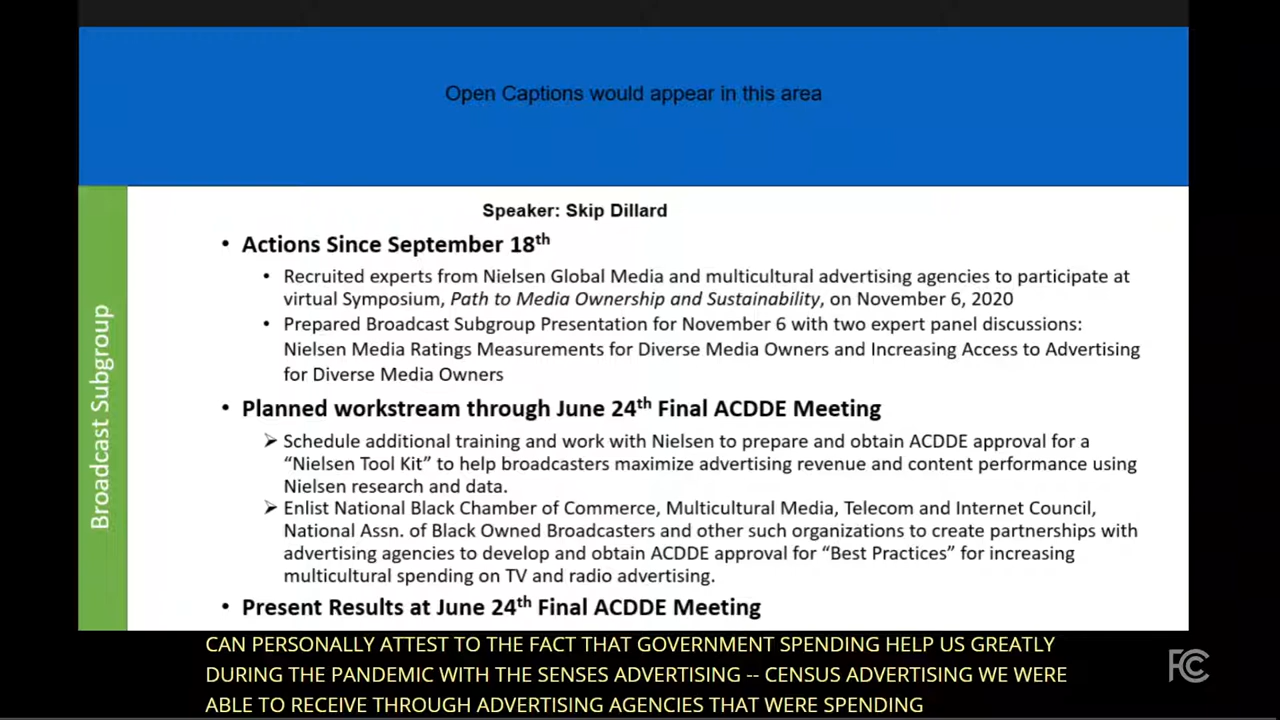 Open Captions would appear in this area
Broadcast Subgroup
Speaker: Skip Dillard
• Actions Since September 18th
• Recruited experts from Nielsen Global Media and multicultural advertising agencies to participate at
virtual Symposium, Path to Media Ownership and Sustainability, on November 6, 2020
• Prepared Broadcast Subgroup Presentation for November 6 with two expert panel discussions:
Nielsen Media Ratings Measurements for Diverse Media Owners and Increasing Access to Advertising
for Diverse Media Owners
• Planned workstream through June 24th Final ACDDE Meeting
➢ Schedule additional training and work with Nielsen to prepare and obtain ACDDE approval for a
“Nielsen Tool Kit” to help broadcasters maximize advertising revenue and content performance using
Nielsen research and data.
➢ Enlist National Black Chamber of Commerce, Multicultural Media, Telecom and Internet Council,
National Assn. of Black Owned Broadcasters and other such organizations to create partnerships with
advertising agencies to develop and obtain ACDDE approval for “Best Practices” for increasing
multicultural spending on TV and radio advertising.
• Present Results at June 24th Final ACDDE Meeting
CAN PERSONALLY ATTEST TO THE FACT THAT GOVERNMENT SPENDING HELP US GREATLY
DURING THE PANDEMIC WITH THE SENSES ADVERTISING -- CENSUS ADVERTISING WE WERE
ABLE TO RECEIVE THROUGH ADVERTISING AGENCIES THAT WERE SPENDING
FCC